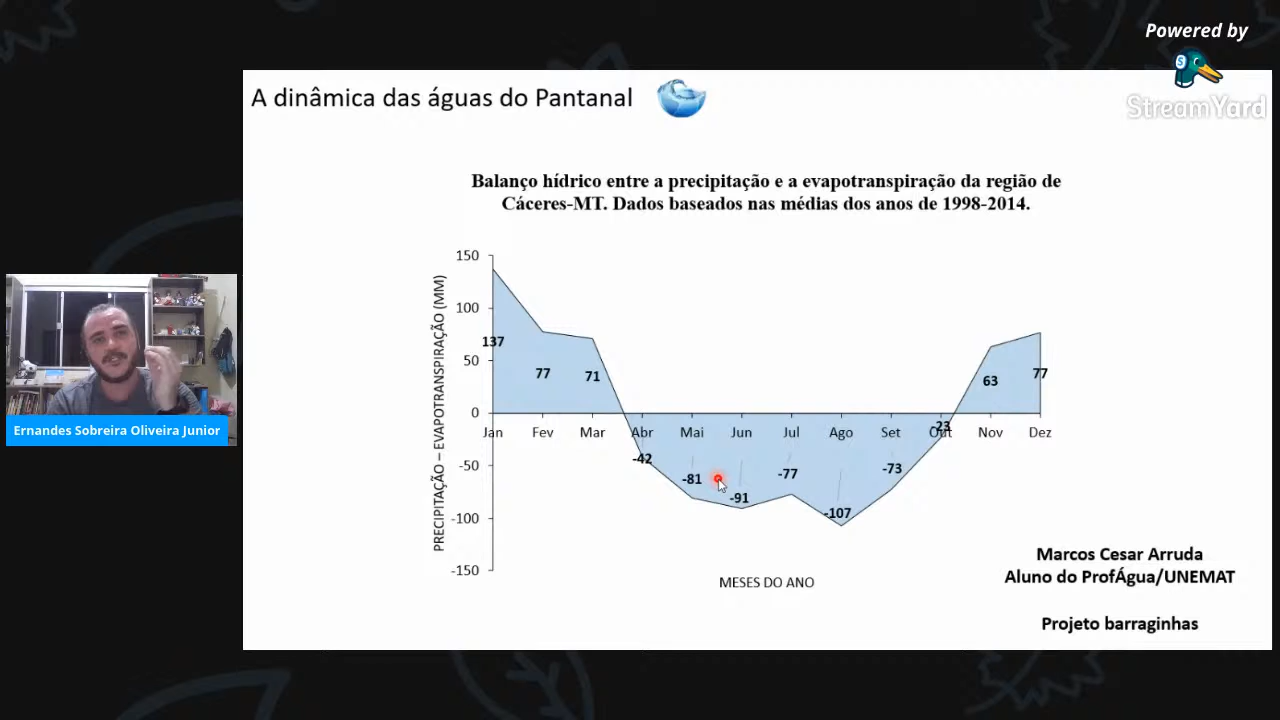 Powered by
StreamYard
A dinâmica das águas do Pantanal
Balanço hídrico entre a precipitação e a evapotranspiração da região de
Cáceres-MT. Dados baseados nas médias dos anos de 1998-2014.
PRECIPITAÇÃO – EVAPOTRANSPIRAÇÃO (MM)
150
100
50
0
-50
-100
-150
137
77
71
-42
-81
-91
-77
-107
-73
23
63
77
Jan
Fev
Mar
Abr
Mai
Jun
Jul
Ago
Set
Out
Nov
Dez
MESES DO ANO
Marcos Cesar Arruda
Aluno do ProfÁgua/UNEMAT
Projeto barraginhas
Ernandes Sobreira Oliveira Junior